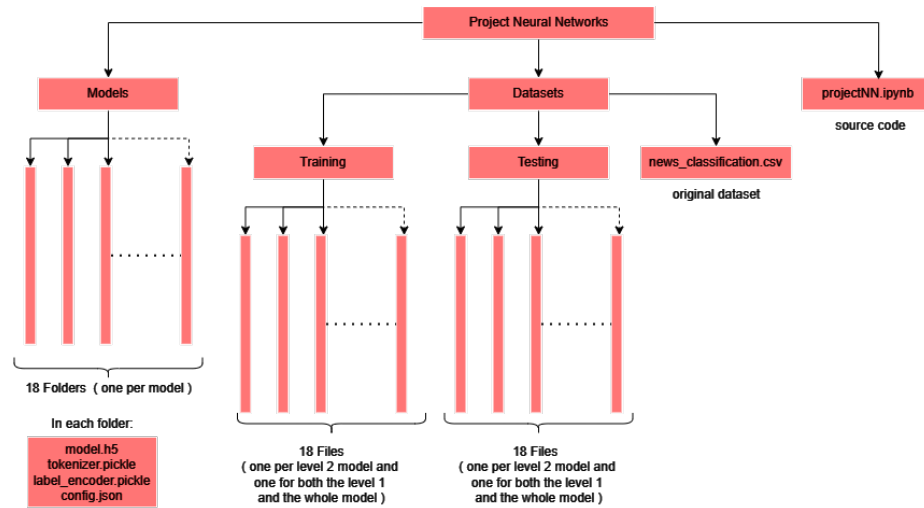 Project Neural Networks
Models
Datasets
projectNN.ipynb
source code
Training
Testing
news_classification.csv
original dataset
18 Folders ( one per model )
In each folder:
model.h5
tokenizer.pickle
label_encoder.pickle
config.json
18 Files
( one per level 2 model and
one for both the level 1
and the whole model )
18 Files
( one per level 2 model and
one for both the level 1
and the whole model )